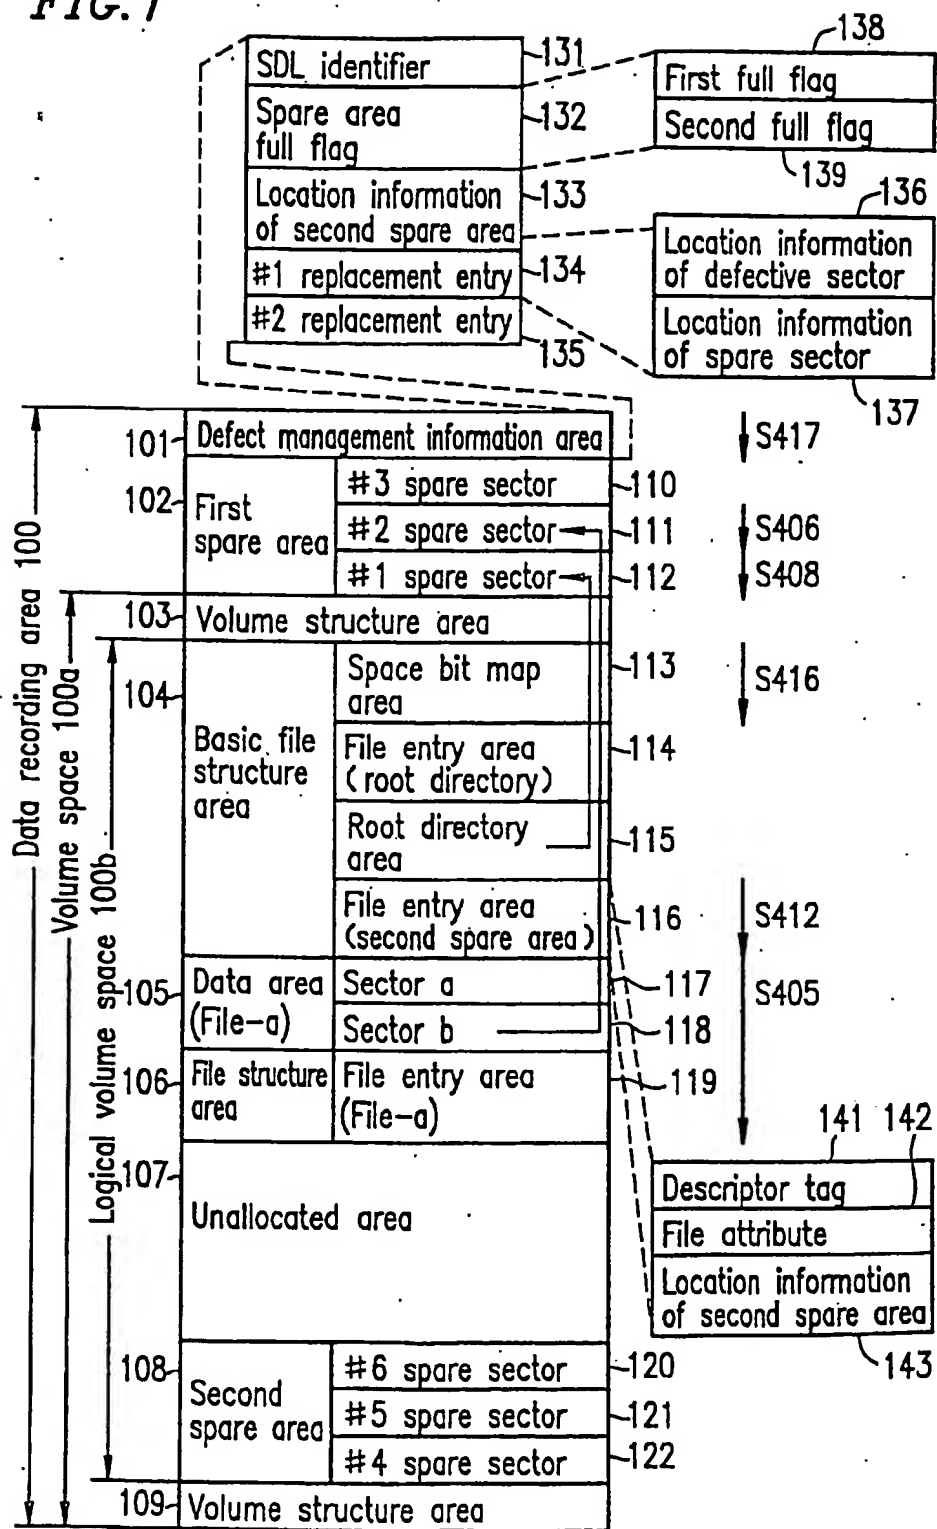 FIG. 1
SDL identifier
131
Spare area
full flag
132
Location information
of second spare area
133
#1 replacement entry
134
#2 replacement entry
135
138
First full flag
Second full flag
139
136
Location information
of defective sector
Location information
of spare sector
137
Data recording area 100
Volume space 100a
Logical volume space 100b
101
Defect management information area
S417
102
First
spare area
#3 spare sector
110
#2 spare sector
111
S406
#1 spare sector
112
S408
103
Volume structure area
104
Basic file
structure
area
Space bit map
area
113
S416
File entry area
(root directory)
114
Root directory
area
115
File entry area
(second spare area)
116
S412
105
Data area
(File-a)
Sector a
117
S405
Sector b
118
106
File structure
area
File entry area
(File-a)
119
107
Unallocated area
141 142
Descriptor tag
File attribute
Location information
of second spare area
143
108
Second
spare area
#6 spare sector
120
#5 spare sector
121
#4 spare sector
122
109
Volume structure area